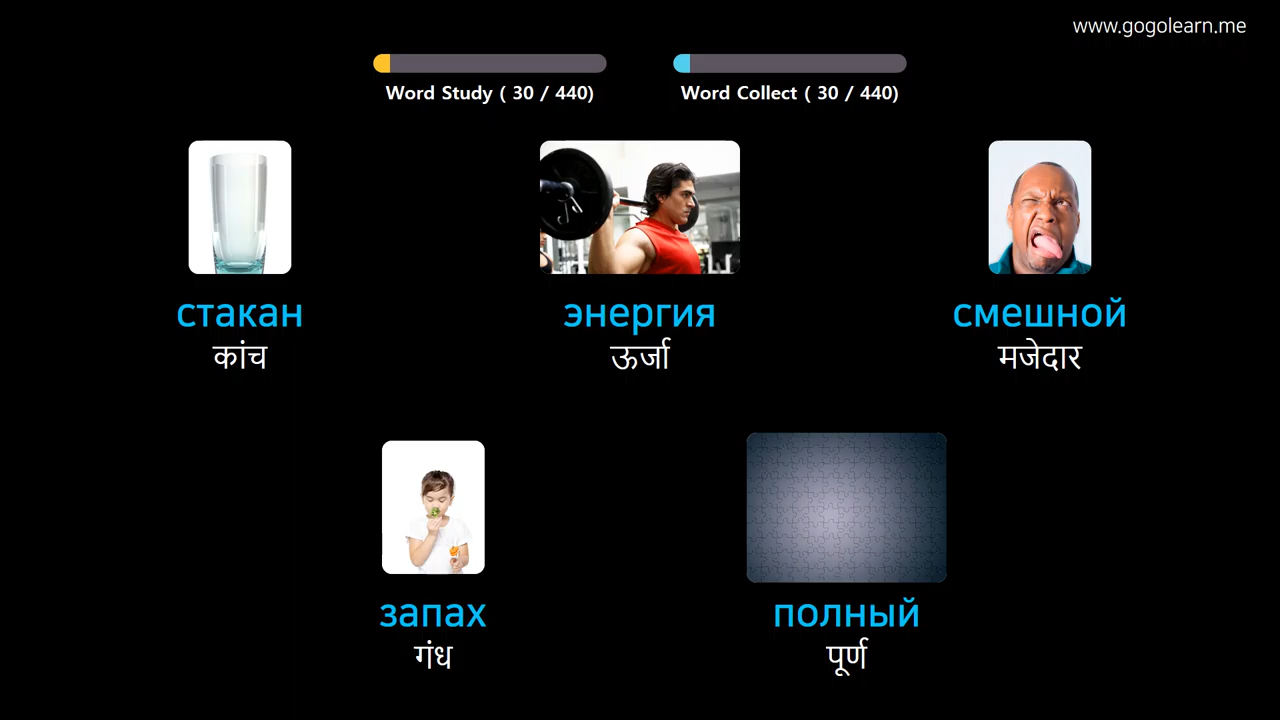 www.gogolearn.me
Word Study ( 30 / 440)
Word Collect ( 30 / 440)
стакан
कांच
энергия
ऊर्जा
смешной
मजेदार
запах
गंध
полный
पूर्ण